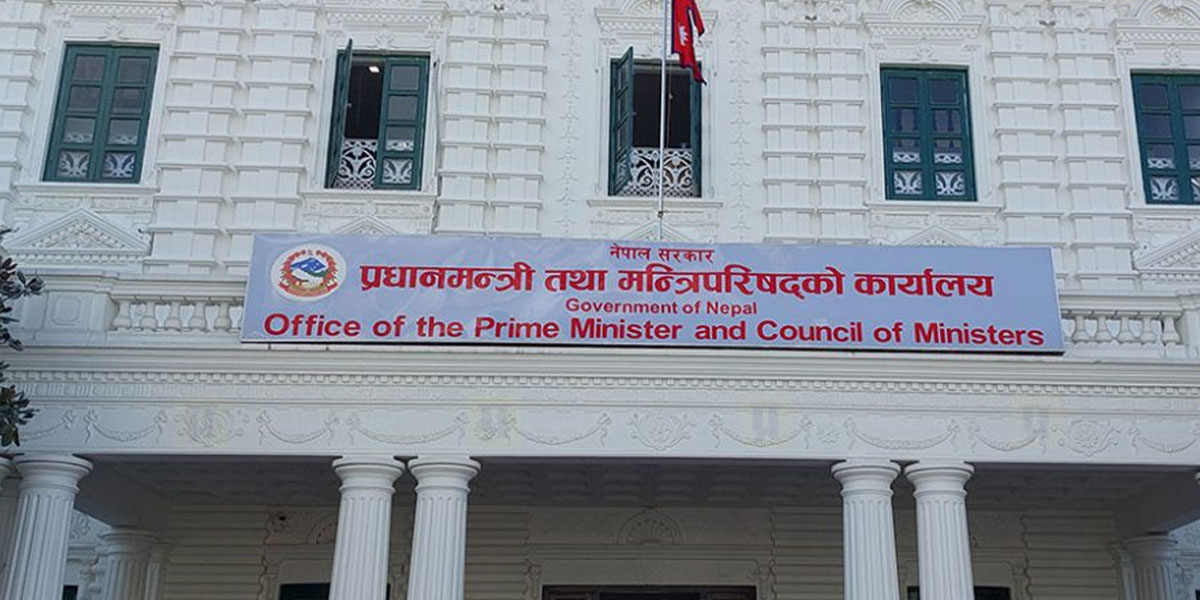 नेपाल सरकार
प्रधानमन्त्री तथा मन्त्रिपरिषद्को कार्यालय
Government of Nepal
Office of the Prime Minister and Council of Ministers